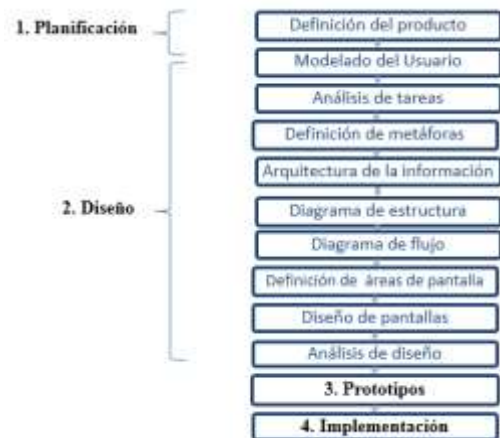 1. Planificación
Definición del producto
Modelado del Usuario
Análisis de tareas
Definición de metáforas
Arquitectura de la información
2. Diseño
Diagrama de estructura
Diagrama de flujo
Definición de áreas de pantalla
Diseño de pantallas
Análisis de diseño
3. Prototipos
4. Implementación